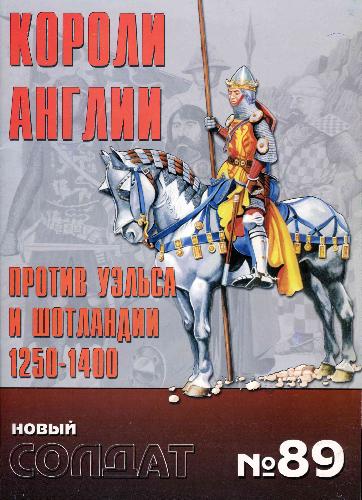 КОРОЛИ
АНГЛИИ
ПРОТИВ УЭЛЬСА
И ШОТЛАНДИИ
1250-1400
НОВЫЙ
СОЛДАТ
№89